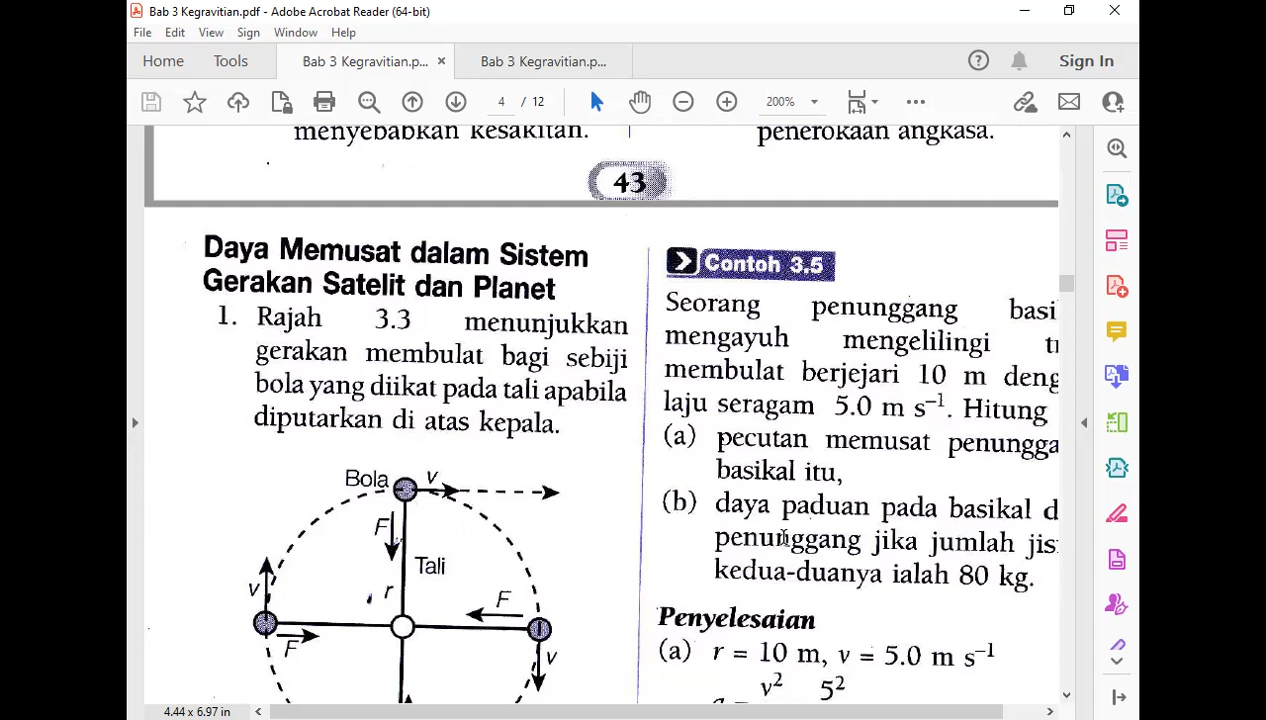 Bab 3 Kegravitian.pdf - Adobe Acrobat Reader (64-bit)
File Edit View Sign Window Help
Home Tools Bab 3 Kegravitian.p... × Bab 3 Kegravitian.p... Sign In
4 / 12 200%
menyebabkan kesakitan.
penerokaan angkasa.
43
Daya Memusat dalam Sistem
Gerakan Satelit dan Planet
1. Rajah 3.3 menunjukkan
gerakan membulat bagi sebiji
bola yang diikat pada tali apabila
diputarkan di atas kepala.
Bola v
F
Tali
v r F
F v
Contoh 3.5
Seorang penunggang basi
mengayuh mengelilingi
membulat berjejari 10 m deng
laju seragam 5.0 m s⁻¹. Hitung
(a) pecutan memusat penungga
basikal itu,
(b) daya paduan pada basikal d
penunggang jika jumlah jis
kedua-duanya ialah 80 kg.
Penyelesaian
(a) r = 10 m, v = 5.0 m s⁻¹
v² 5²
4.44 x 6.97 in